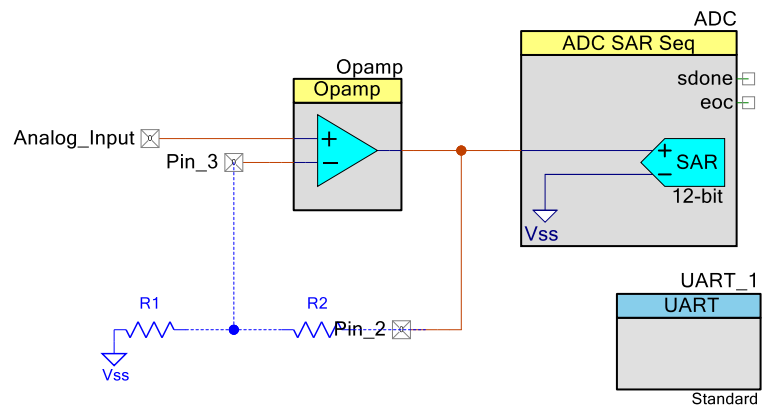 ADC
ADC SAR Seq
sdone
eoc
Opamp
Opamp
Analog_Input
+
−
Pin_3
+
−
SAR
12-bit
Vss
R1
R2
Pin_2
Vss
UART_1
UART
Standard